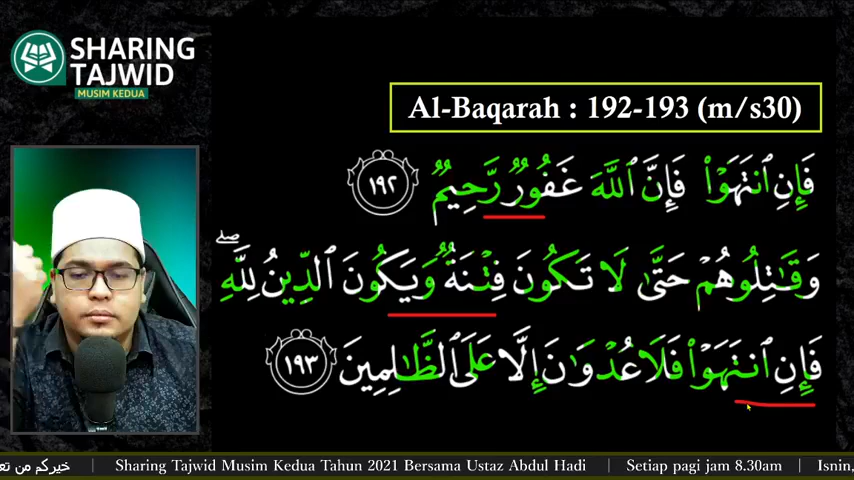 SHARING
TAJWID
MUSIM KEDUA
Al-Baqarah : 192-193 (m/s30)
فَإِنِ ٱنتَهَوْا۟ فَإِنَّ ٱللَّهَ غَفُورٌ رَّحِيمٌ ١٩٢
وَقَـٰتِلُوهُمْ حَتَّىٰ لَا تَكُونَ فِتْنَةٌ وَيَكُونَ ٱلدِّينُ لِلَّهِ ۖ
فَإِنِ ٱنتَهَوْا۟ فَلَا عُدْوَٰنَ إِلَّا عَلَى ٱلظَّـٰلِمِينَ ١٩٣
خيركم من تع | Sharing Tajwid Musim Kedua Tahun 2021 Bersama Ustaz Abdul Hadi | Setiap pagi jam 8.30am | Isnin,